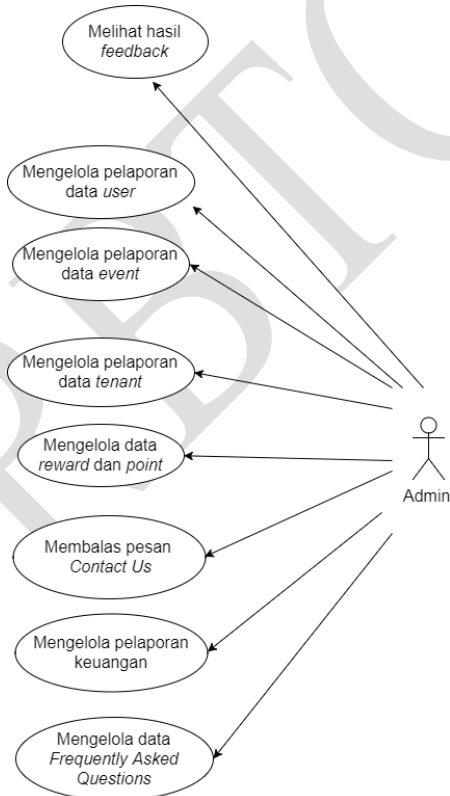 Melihat hasil
feedback
Mengelola pelaporan
data user
Mengelola pelaporan
data event
Mengelola pelaporan
data tenant
Mengelola data
reward dan point
Admin
Membalas pesan
Contact Us
Mengelola pelaporan
keuangan
Mengelola data
Frequently Asked
Questions